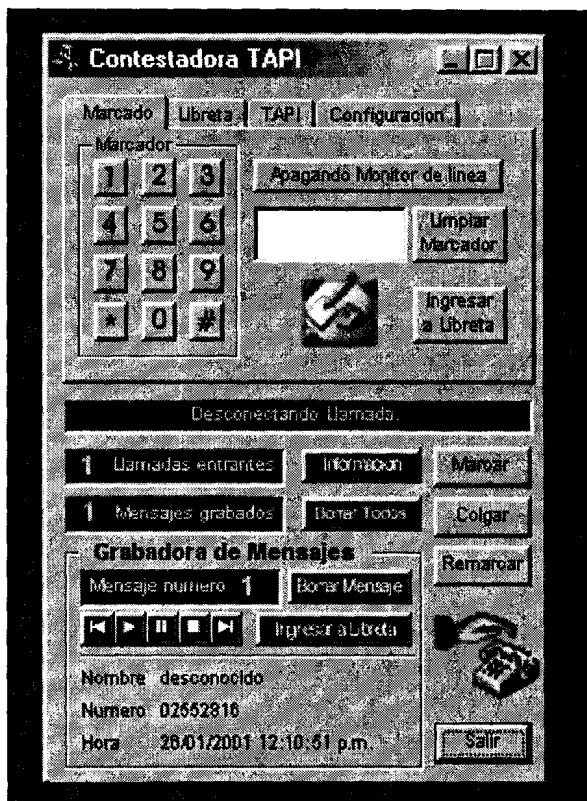 Contestadora TAPI
Marcado Libreta TAPI Configuracion
Marcador
1 2 3
4 5 6
7 8 9
* 0 #
Apagando Monitor de linea
Limpiar
Marcador
Ingresar
a Libreta
Desconectando Llamada.
1 Llamadas entrantes Informacion Marcar
1 Mensajes grabados Borrar Todos Colgar
Grabadora de Mensajes Remarcar
Mensaje numero 1 Borrar Mensaje
Ingresar a Libreta
Nombre desconocido
Numero 02552816
Hora 26/01/2001 12:10:51 p.m.
Salir